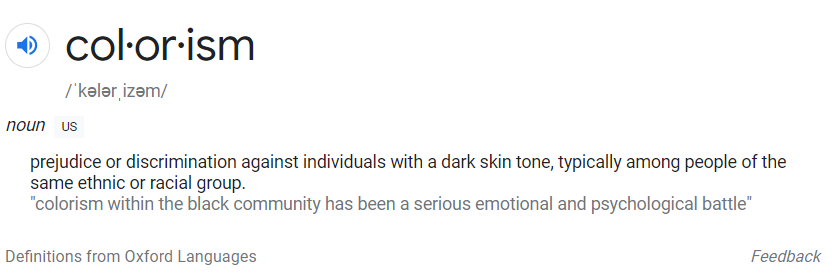 col·or·ism
/ˈkələrˌizəm/
noun US
prejudice or discrimination against individuals with a dark skin tone, typically among people of the
same ethnic or racial group.
"colorism within the black community has been a serious emotional and psychological battle"
Definitions from Oxford Languages Feedback